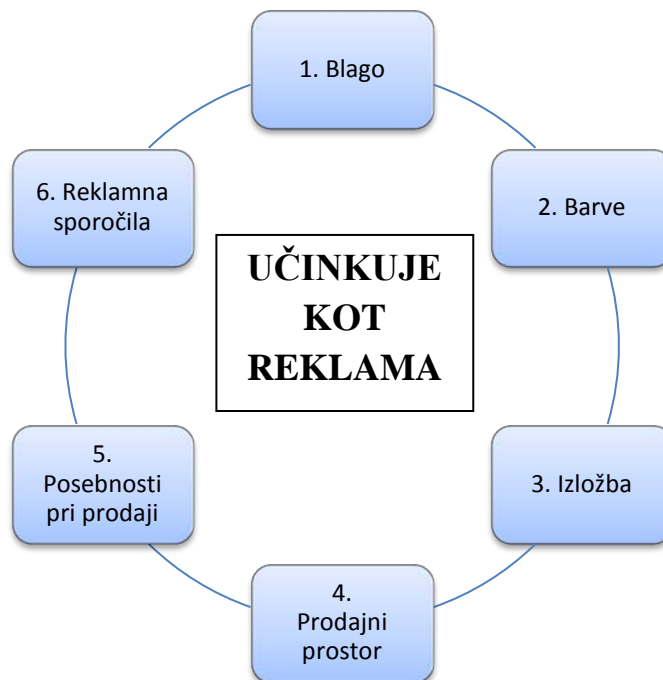 1. Blago
2. Barve
3. Izložba
4.
Prodajni
prostor
5.
Posebnosti
pri prodaji
6. Reklamna
sporočila
UČINKUJE
KOT
REKLAMA